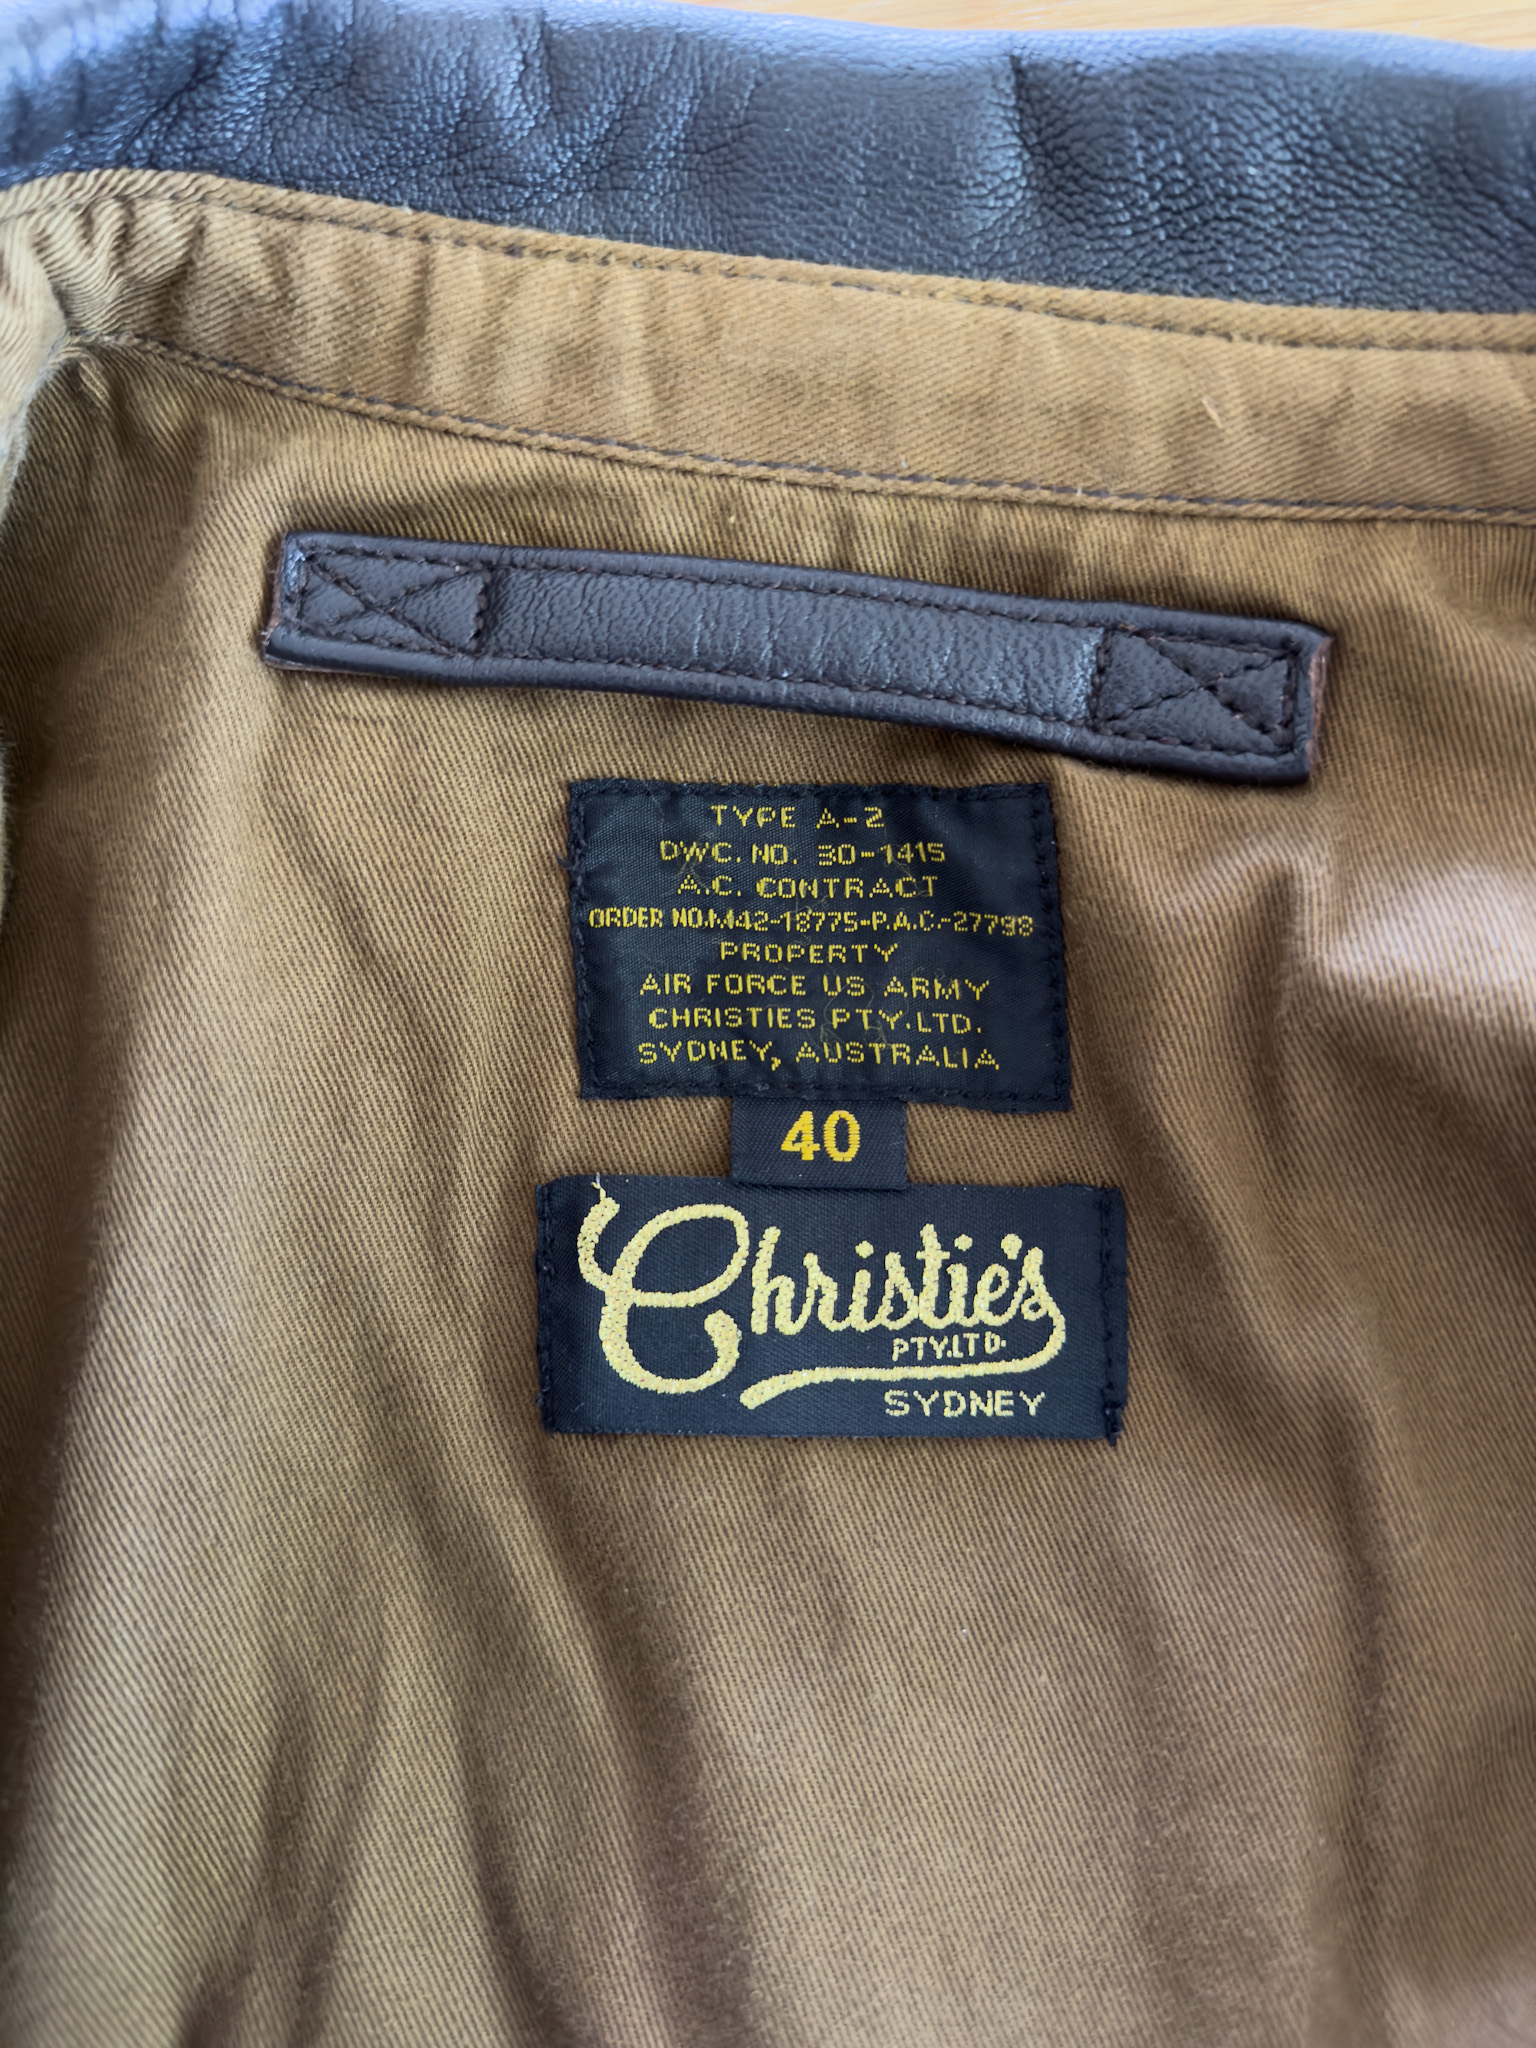 TYPE A-2
DWC. NO. 30-1415
A.C. CONTRACT
ORDER NO.M42-18775-P.A.C.-27798
PROPERTY
AIR FORCE US ARMY
CHRISTIES PTY.LTD.
SYDNEY, AUSTRALIA
40
Christie's
PTY.LTD.
SYDNEY